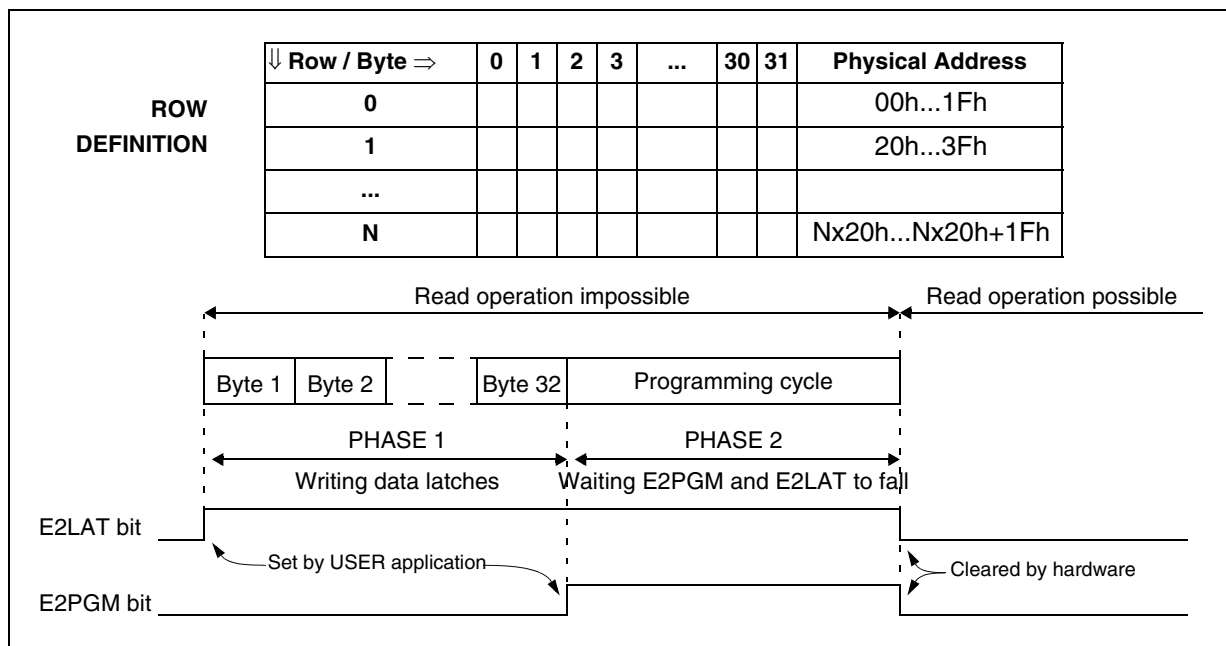 ⇓ Row / Byte ⇒ 0 1 2 3 ... 30 31 Physical Address
ROW DEFINITION
0 00h...1Fh
1 20h...3Fh
...
N Nx20h...Nx20h+1Fh
Read operation impossible Read operation possible
Byte 1 Byte 2 Byte 32 Programming cycle
PHASE 1 PHASE 2
Writing data latches Waiting E2PGM and E2LAT to fall
E2LAT bit
Set by USER application Cleared by hardware
E2PGM bit